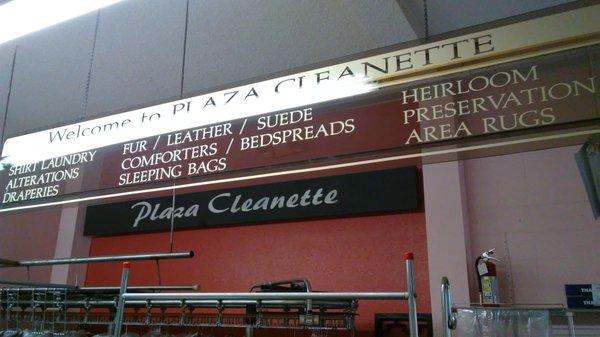 Welcome to PLAZA CLEANETTE
SHIRT LAUNDRY
ALTERATIONS
DRAPERIES
FUR / LEATHER / SUEDE
COMFORTERS / BEDSPREADS
SLEEPING BAGS
HEIRLOOM
PRESERVATION
AREA RUGS
Plaza Cleanette